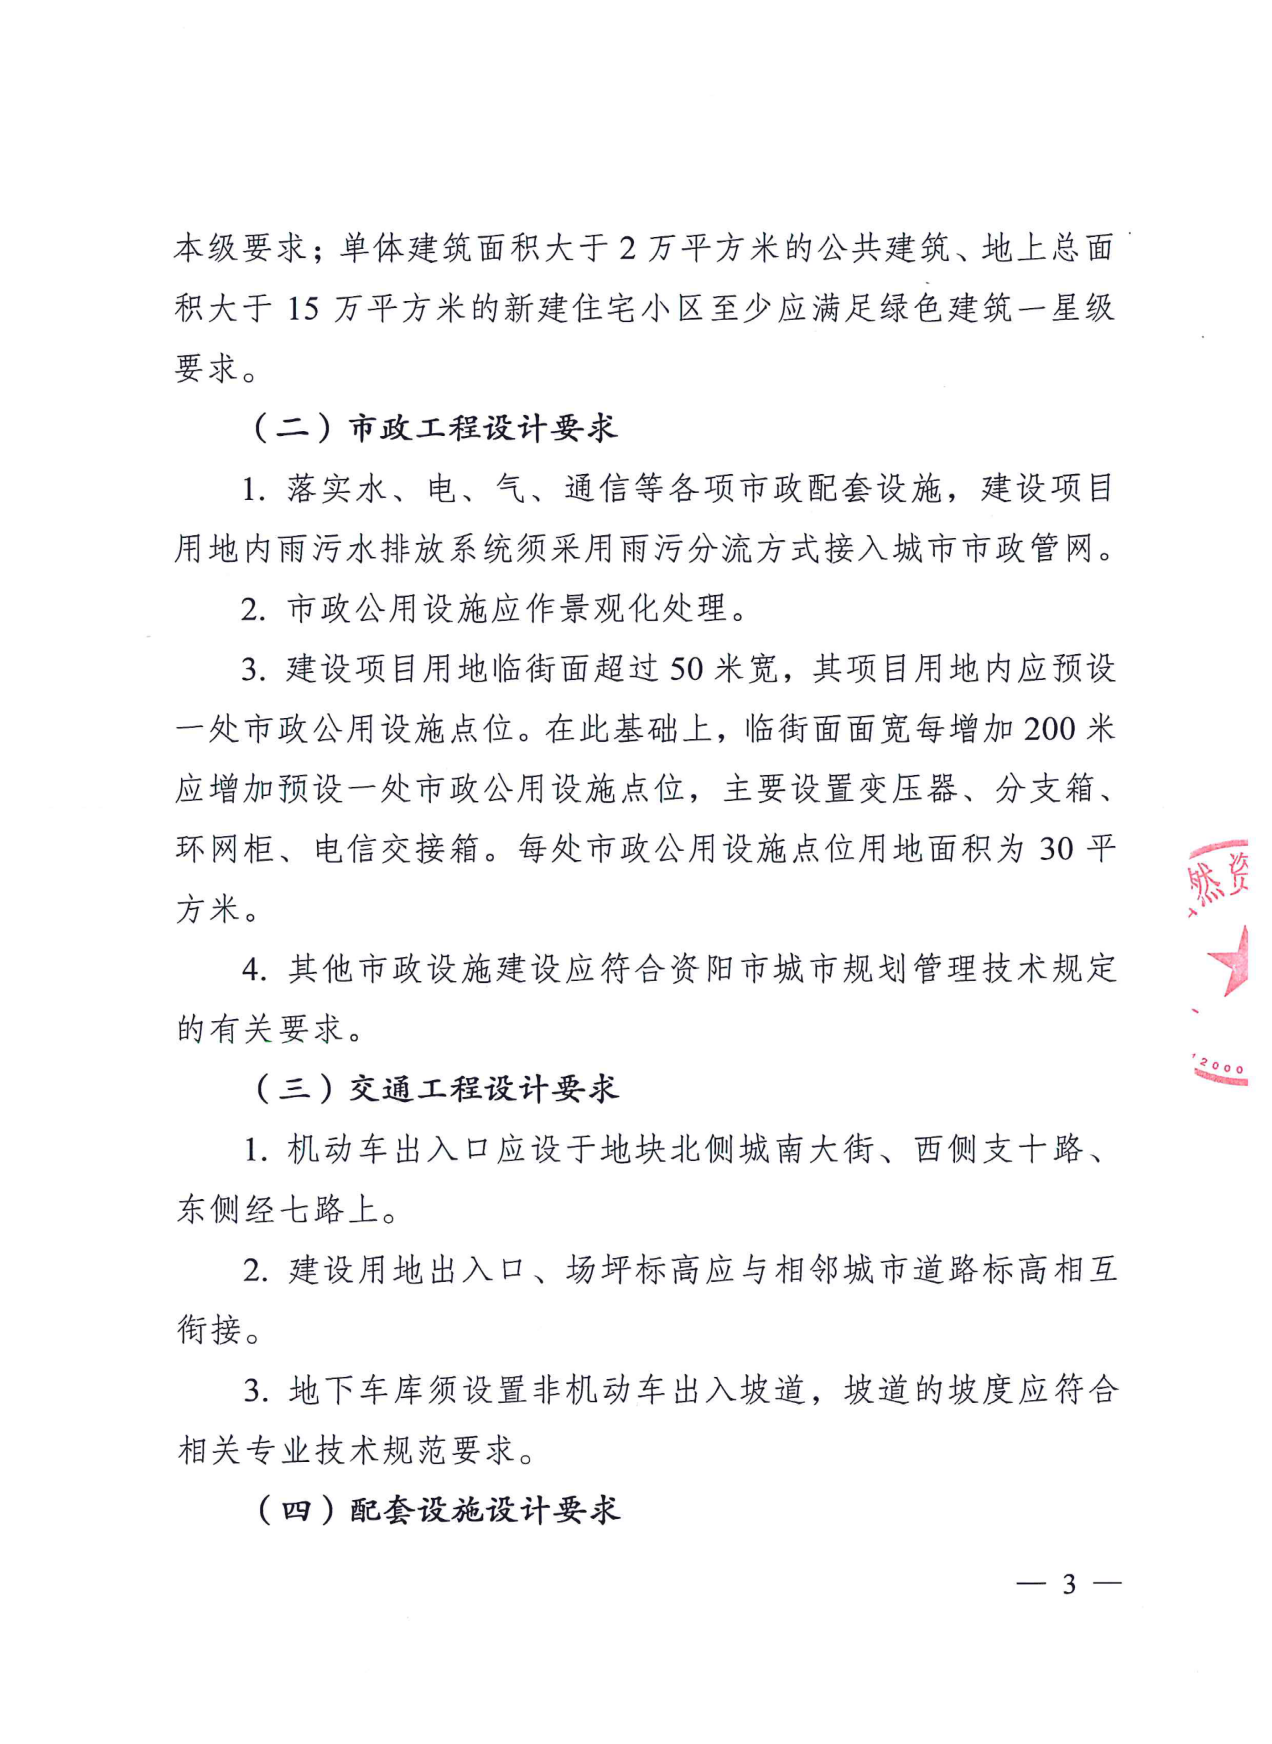 本级要求；单体建筑面积大于 2 万平方米的公共建筑、地上总面
积大于 15 万平方米的新建住宅小区至少应满足绿色建筑一星级
要求。
（二）市政工程设计要求
1. 落实水、电、气、通信等各项市政配套设施，建设项目
用地内雨污水排放系统须采用雨污分流方式接入城市市政管网。
2. 市政公用设施应作景观化处理。
3. 建设项目用地临街面超过 50 米宽，其项目用地内应预设
一处市政公用设施点位。在此基础上，临街面面宽每增加 200 米
应增加预设一处市政公用设施点位，主要设置变压器、分支箱、
环网柜、电信交接箱。每处市政公用设施点位用地面积为 30 平
方米。
4. 其他市政设施建设应符合资阳市城市规划管理技术规定
的有关要求。
（三）交通工程设计要求
1. 机动车出入口应设于地块北侧城南大街、西侧支十路、
东侧经七路上。
2. 建设用地出入口、场坪标高应与相邻城市道路标高相互
衔接。
3. 地下车库须设置非机动车出入坡道，坡道的坡度应符合
相关专业技术规范要求。
（四）配套设施设计要求
— 3 —
然资
2000